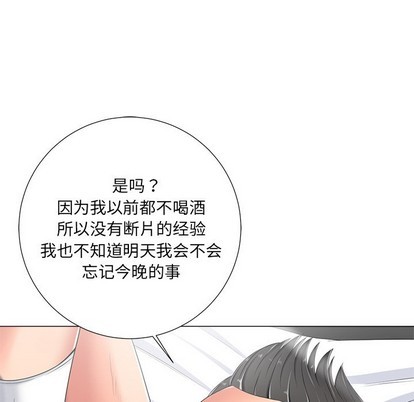 是吗？
因为我以前都不喝酒
所以没有断片的经验
我也不知道明天我会不会
忘记今晚的事